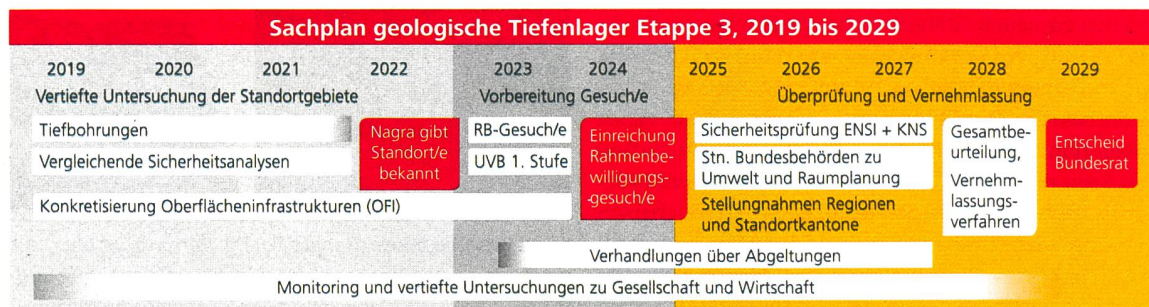 Sachplan geologische Tiefenlager Etappe 3, 2019 bis 2029
2019 2020 2021 2022 2023 2024 2025 2026 2027 2028 2029
Vertiefte Untersuchung der Standortgebiete
Vorbereitung Gesuch/e
Überprüfung und Vernehmlassung
Tiefbohrungen
Vergleichende Sicherheitsanalysen
Konkretisierung Oberflächeninfrastrukturen (OFI)
Nagra gibt
Standort/e
bekannt
RB-Gesuch/e
UVB 1. Stufe
Einreichung
Rahmenbe-
willigungs-
-gesuch/e
Sicherheitsprüfung ENSI + KNS
Stn. Bundesbehörden zu
Umwelt und Raumplanung
Stellungnahmen Regionen
und Standortkantone
Gesamtbe-
urteilung,
Vernehm-
lassungs-
verfahren
Entscheid
Bundesrat
Verhandlungen über Abgeltungen
Monitoring und vertiefte Untersuchungen zu Gesellschaft und Wirtschaft